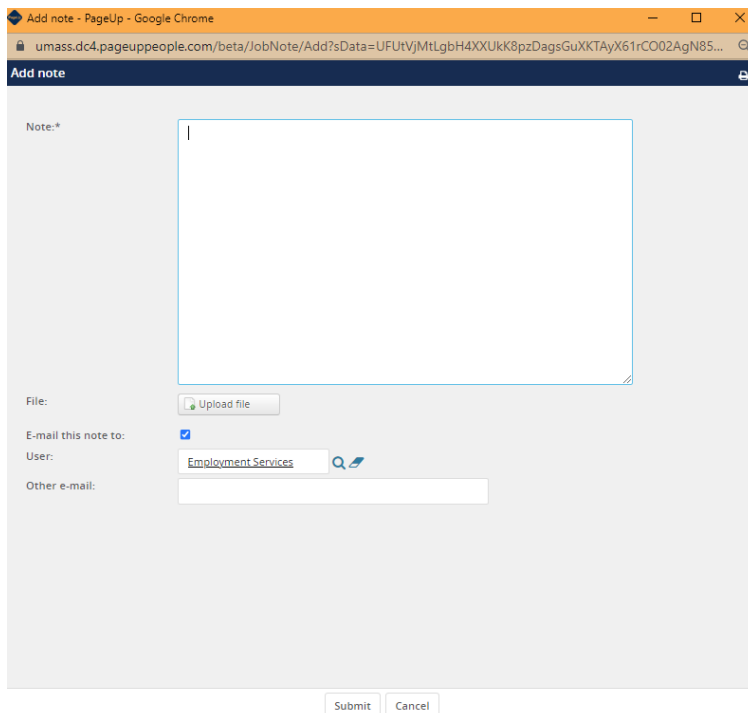 Add note - PageUp - Google Chrome
umass.dc4.pageuppeople.com/beta/JobNote/Add?sData=UFUtVjMtLgbH4XXUkK8pzDagsGuXKTAyX61rCO02AgN85...
Add note
Note:*
File:
Upload file
E-mail this note to:
User:
Employment Services
Other e-mail:
Submit Cancel